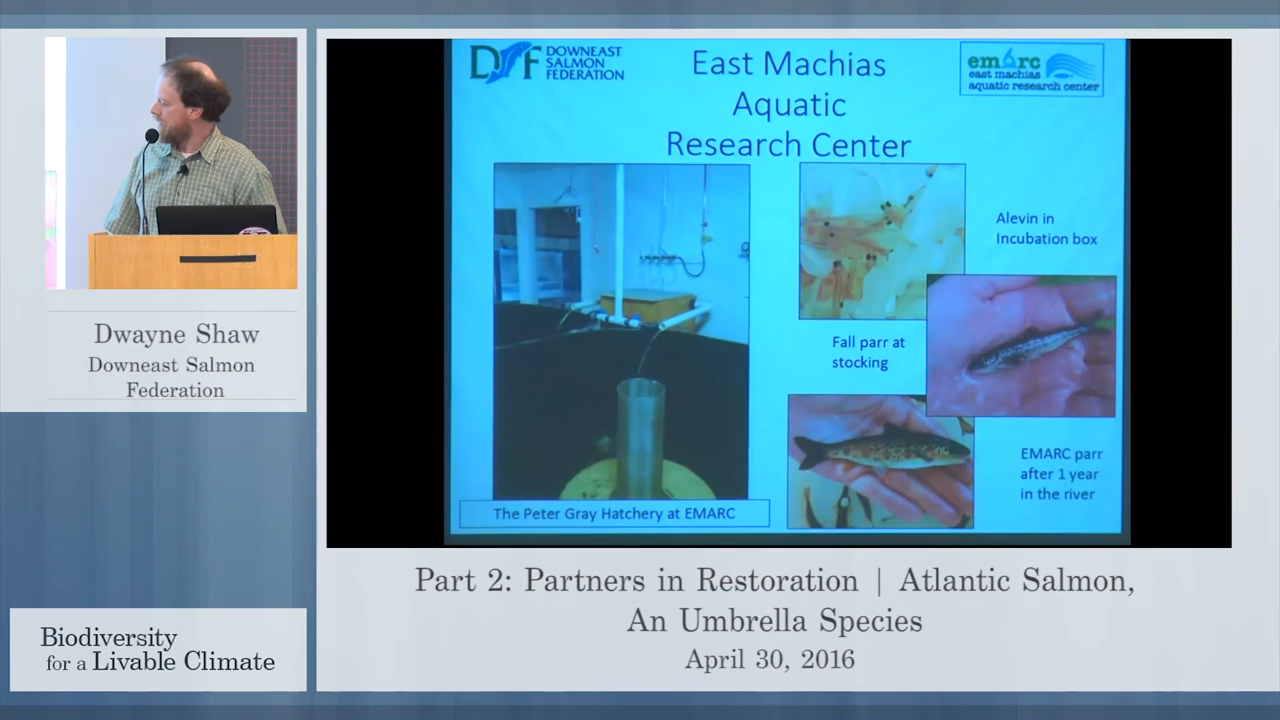 DSF DOWNEAST
SALMON
FEDERATION
East Machias
Aquatic
Research Center
emarc
east machias
aquatic research center
Alevin in
Incubation box
Fall parr at
stocking
EMARC parr
after 1 year
in the river
The Peter Gray Hatchery at EMARC
Dwayne Shaw
Downeast Salmon
Federation
Part 2: Partners in Restoration | Atlantic Salmon,
An Umbrella Species
April 30, 2016
Biodiversity
for a Livable Climate